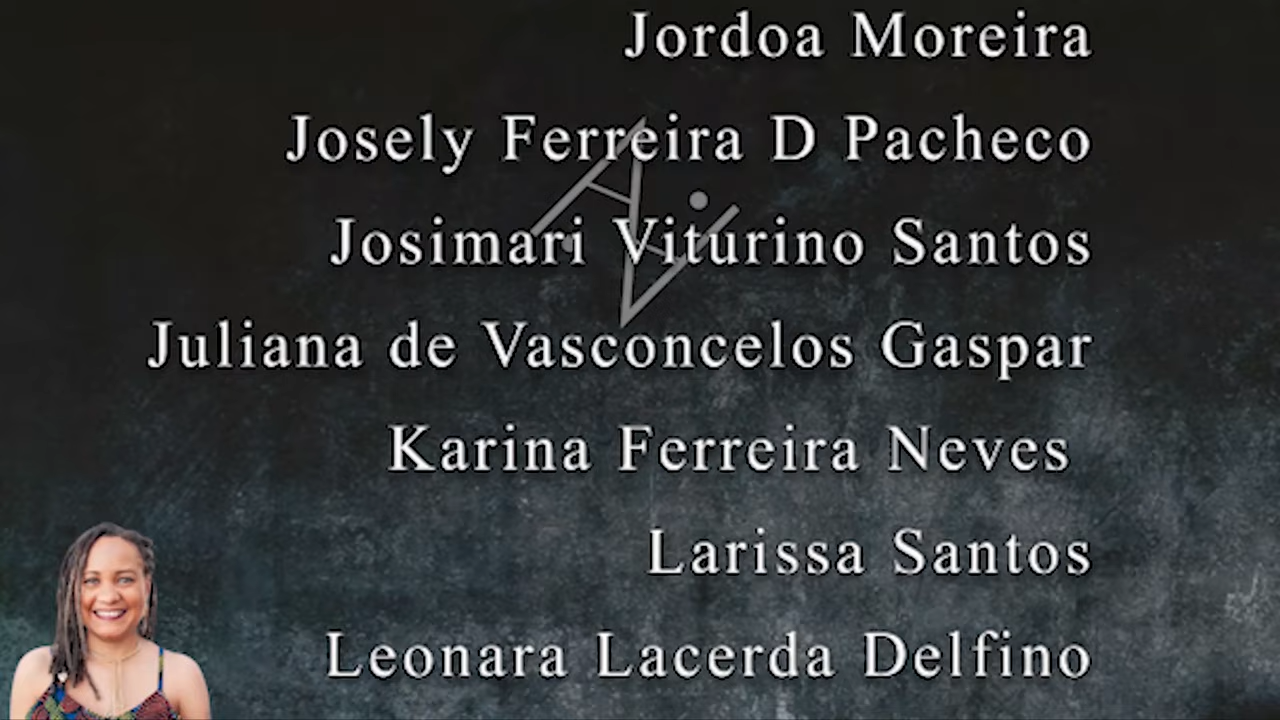 Jordoa Moreira
Josely Ferreira D Pacheco
Josimari Viturino Santos
Juliana de Vasconcelos Gaspar
Karina Ferreira Neves
Larissa Santos
Leonara Lacerda Delfino